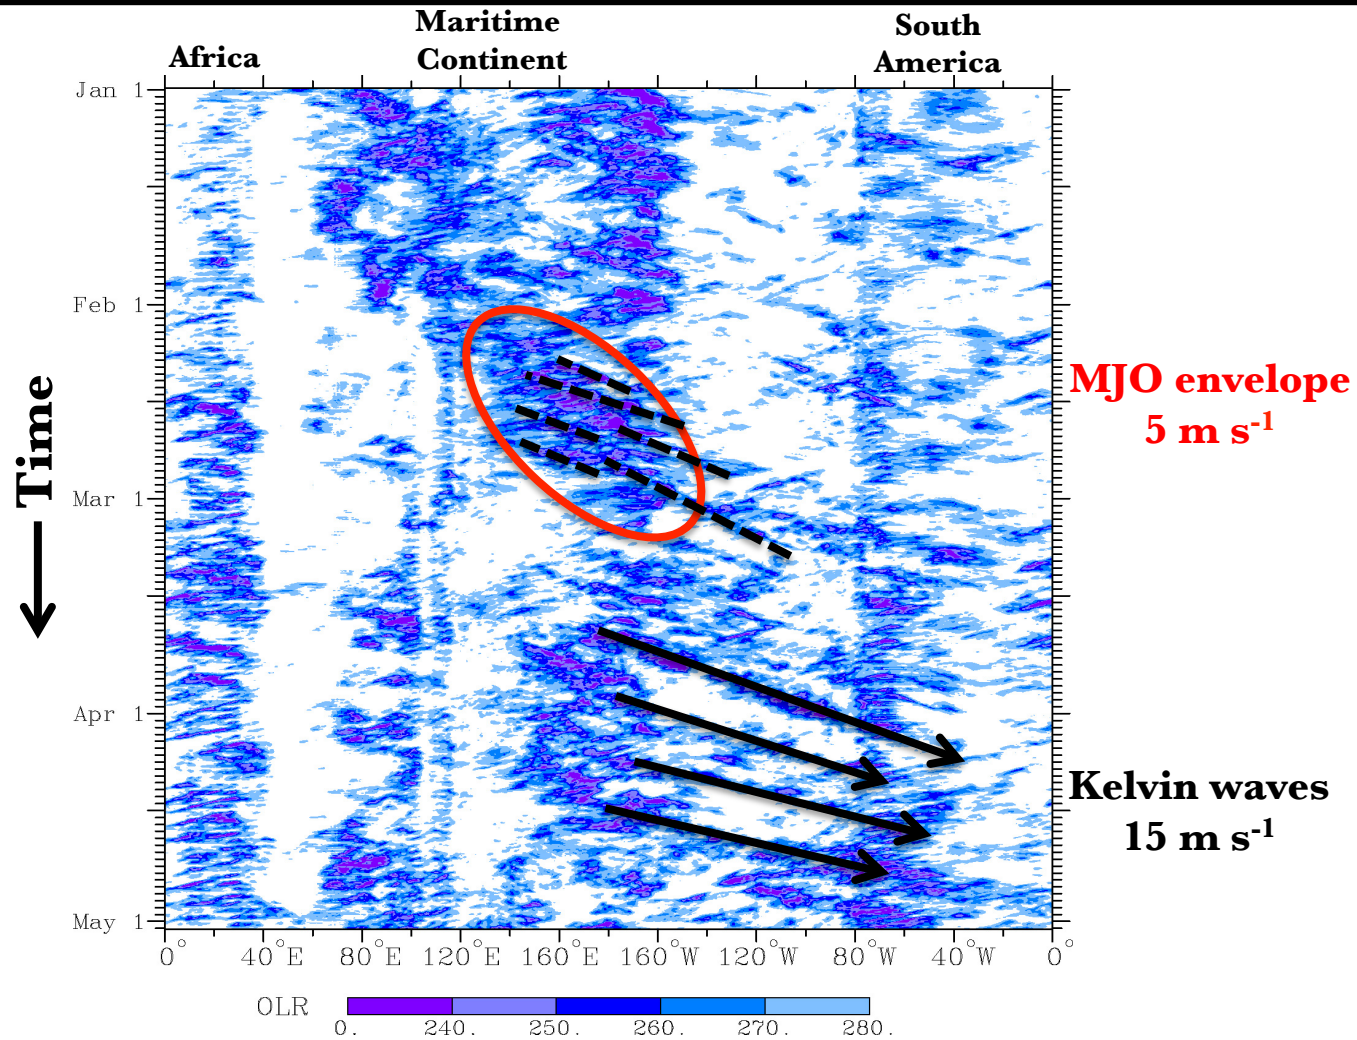 Maritime
Continent
South
America
Africa
Jan 1
Feb 1
Mar 1
Apr 1
May 1
Time
MJO envelope
5 m s-1
Kelvin waves
15 m s-1
0° 40°E 80°E 120°E 160°E 160°W 120°W 80°W 40°W 0°
OLR
0. 240. 250. 260. 270. 280.